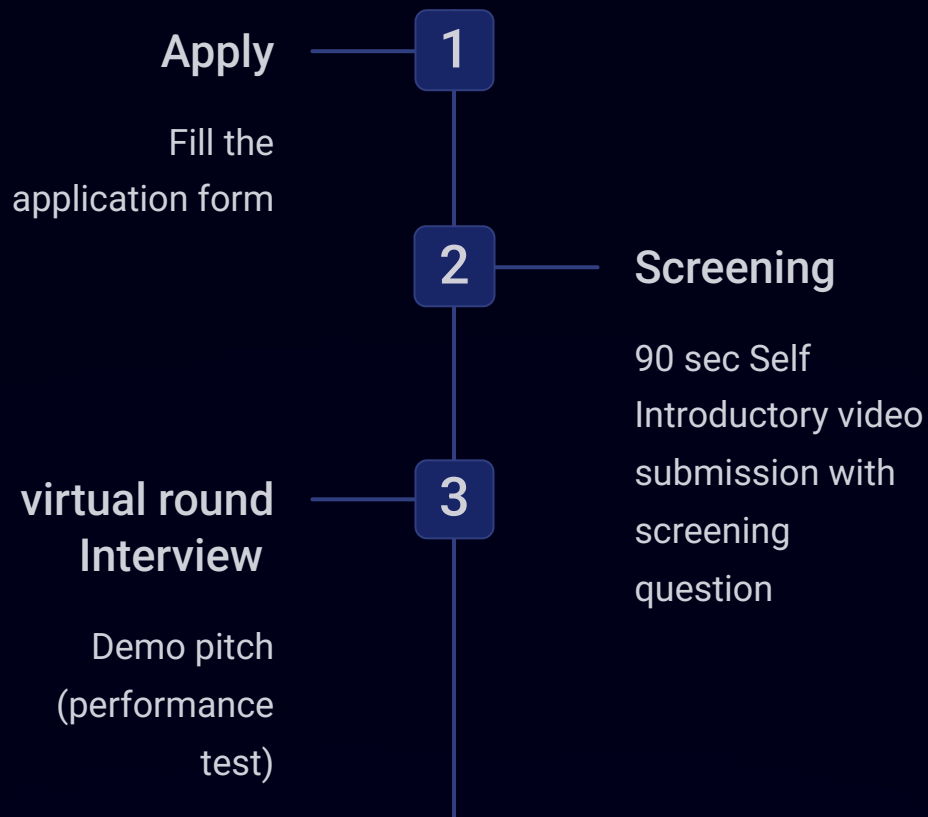 Apply
1
Fill the
application form
2
Screening
90 sec Self
Introductory video
submission with
screening
question
virtual round
Interview
3
Demo pitch
(performance
test)